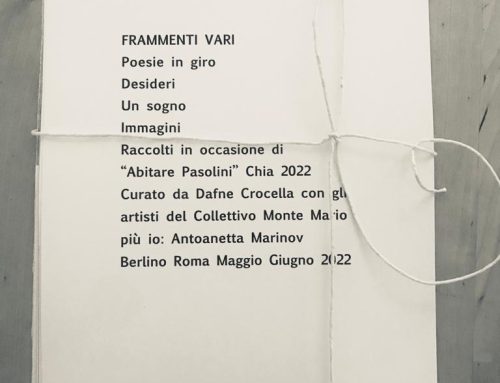 FRAMMENTI VARI
Poesie in giro
Desideri
Un sogno
Immagini
Raccolti in occasione di
“Abitare Pasolini” Chia 2022
Curato da Dafne Crocella con gli
artisti del Collettivo Monte Mario
più io: Antoanetta Marinov
Berlino Roma Maggio Giugno 2022